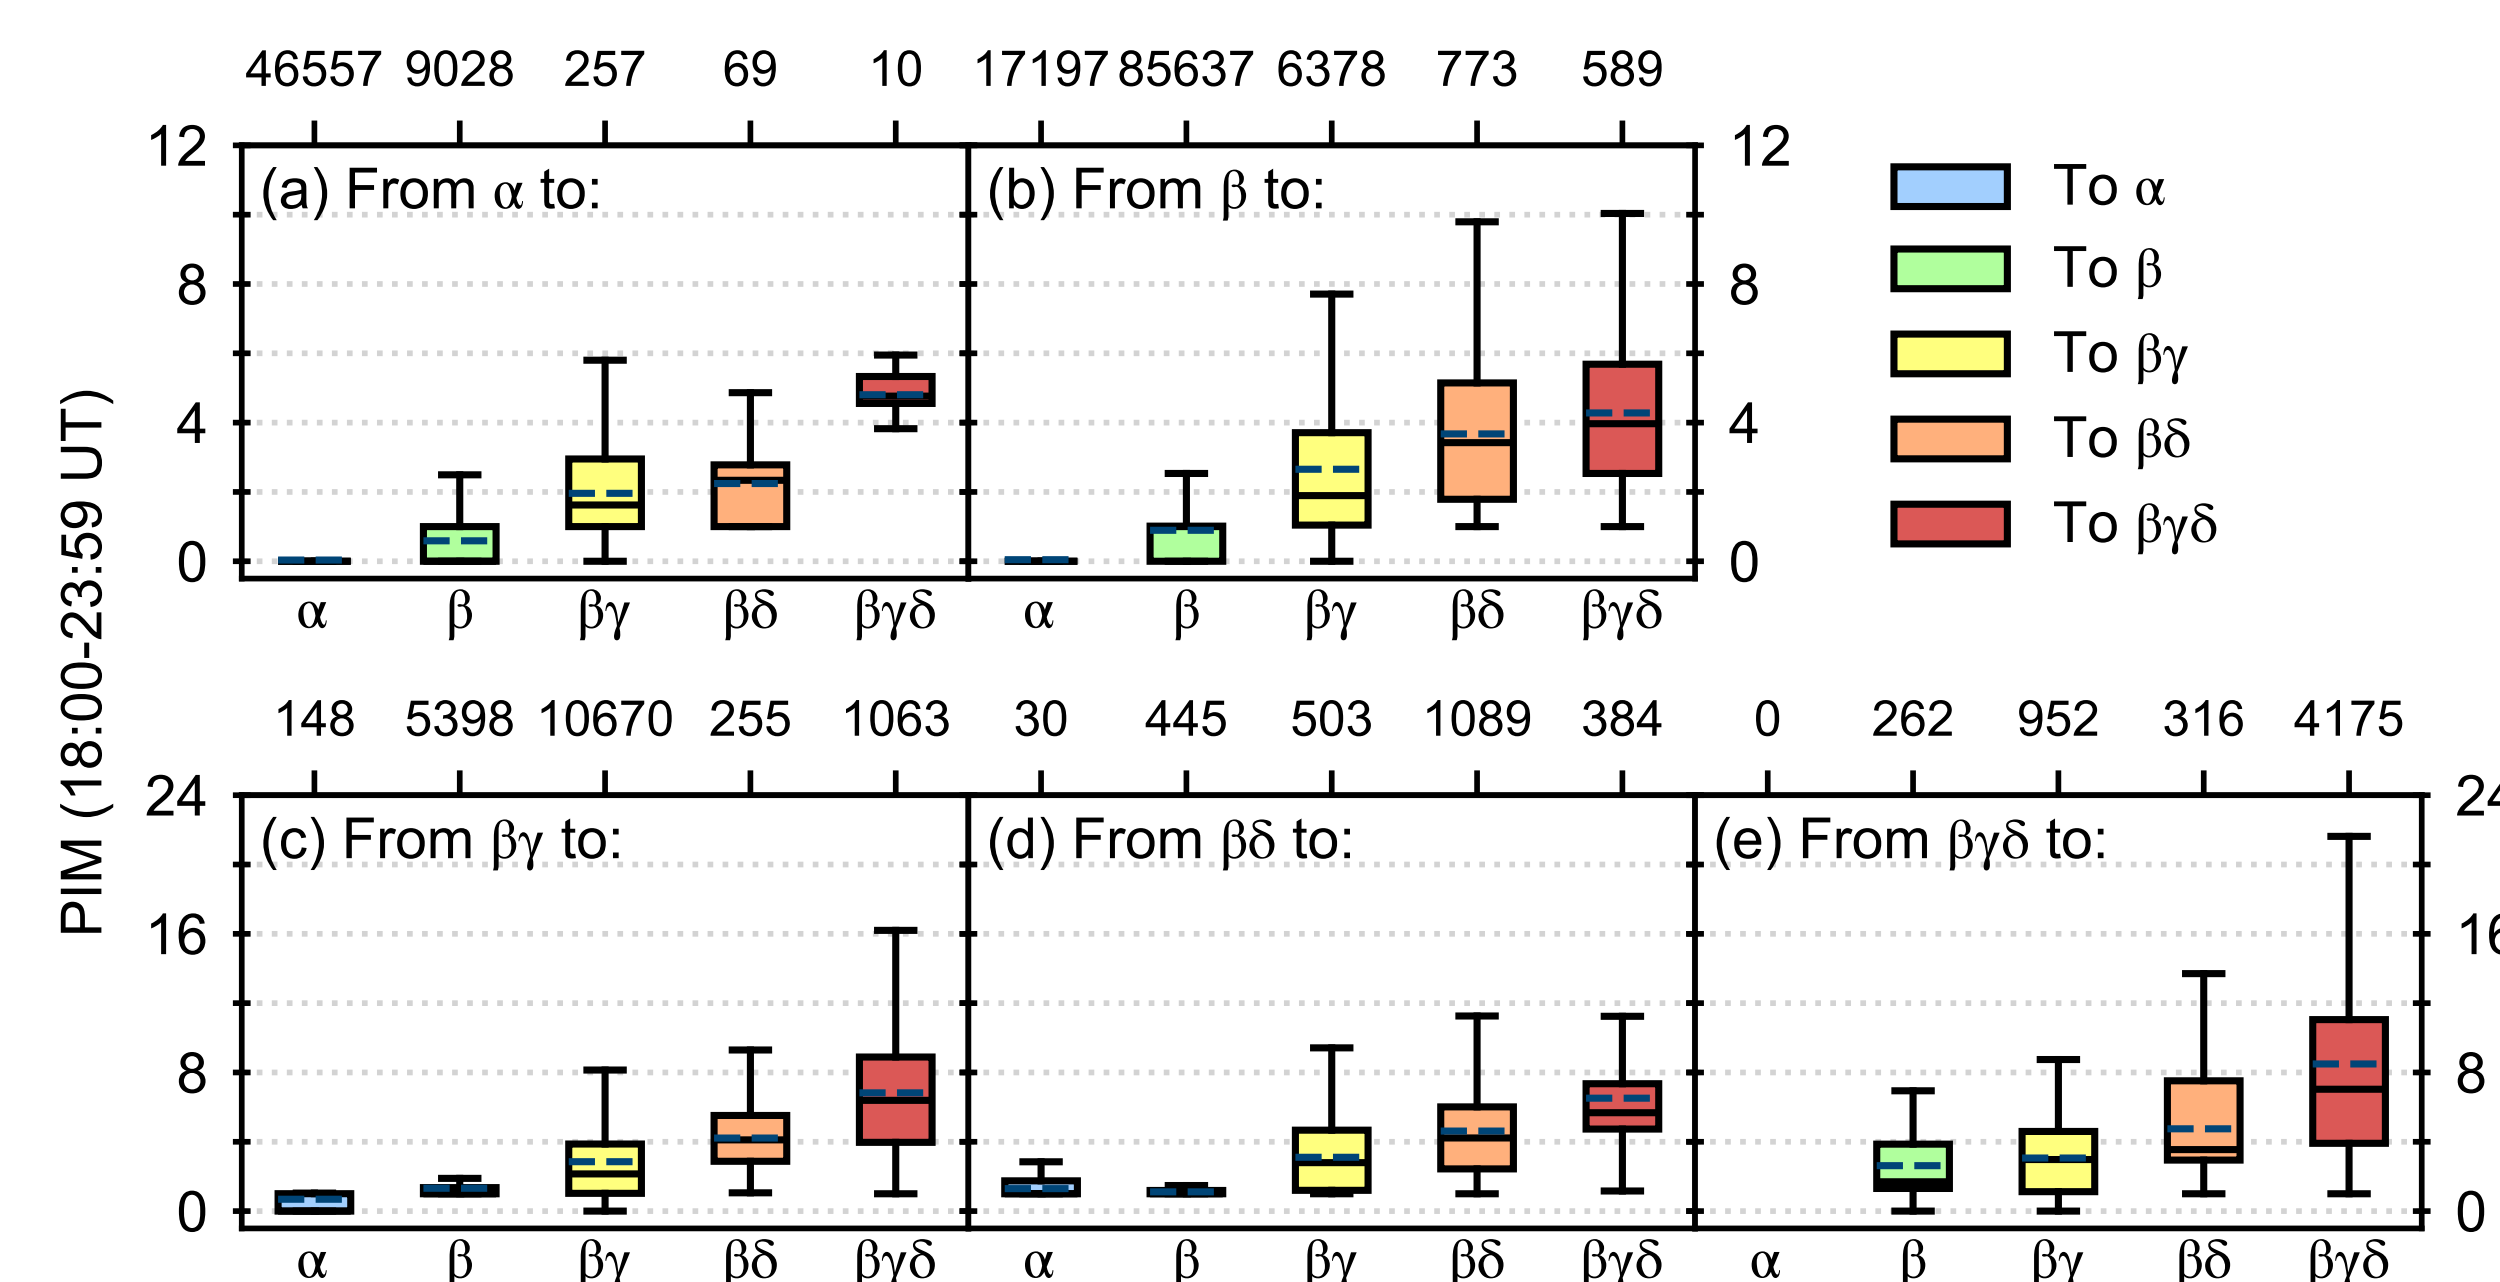 46557 9028 257 69 10 17197 85637 6378 773 589
12 (a) From α to: (b) From β to: 12 To α
8 8 To β
To βγ
4 4 To βδ
0 0 To βγδ
α β βγ βδ βγδ α β βγ βδ βγδ
PIM (18:00-23:59 UT)
148 5398 10670 255 1063 30 445 503 1089 384 0 262 952 316 4175
24 (c) From βγ to: (d) From βδ to: (e) From βγδ to: 24
16 16
8 8
0 0
α β βγ βδ βγδ α β βγ βδ βγδ α β βγ βδ βγδ